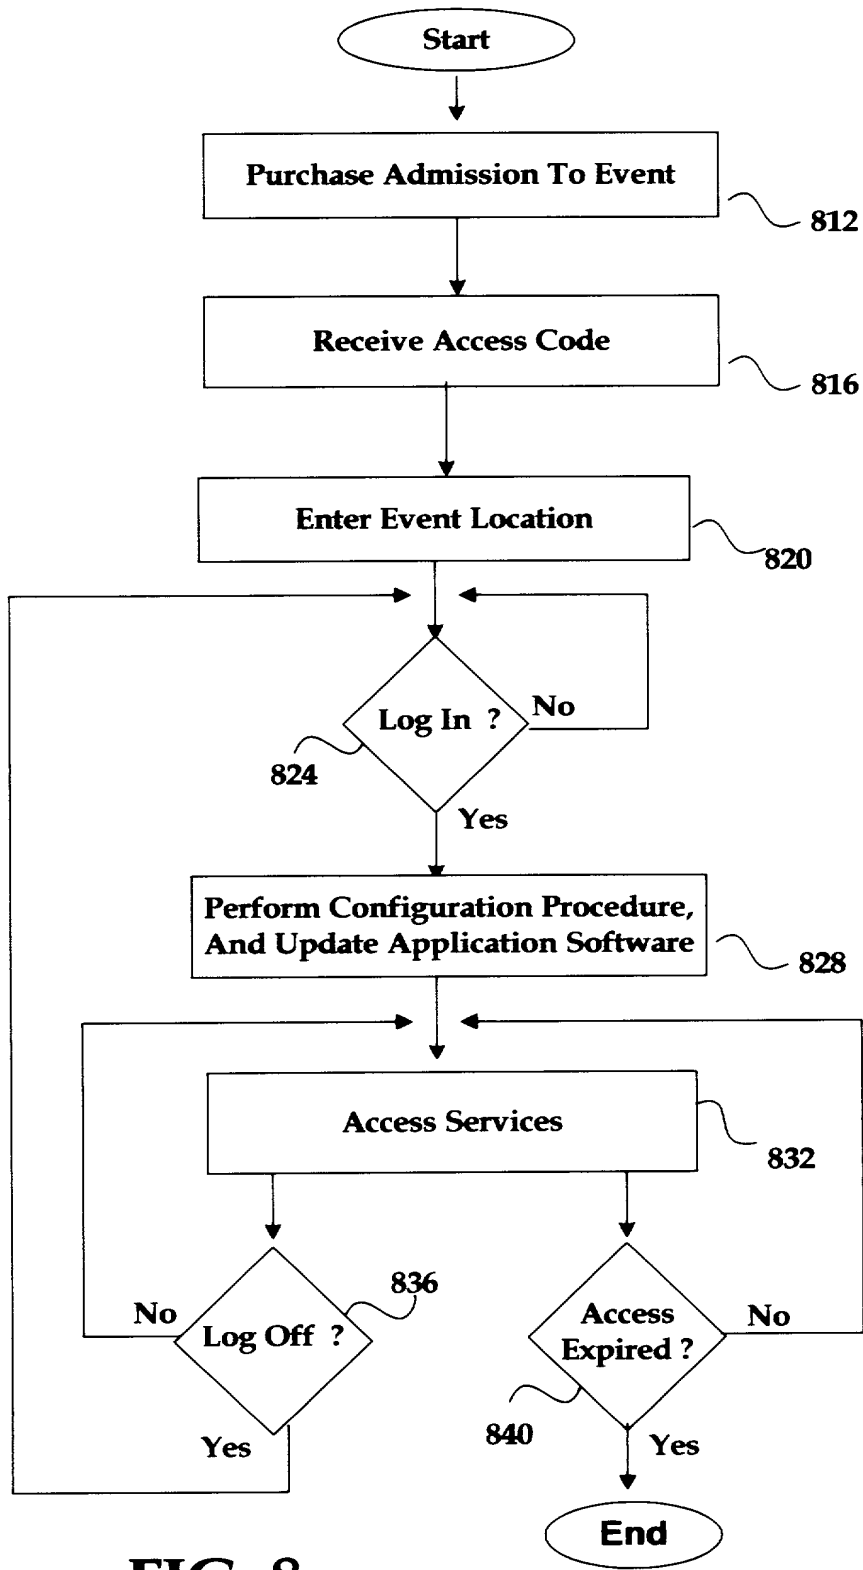 Start
Purchase Admission To Event
812
Receive Access Code
816
Enter Event Location
820
Log In ?
No
824
Yes
Perform Configuration Procedure,
And Update Application Software
828
Access Services
832
836
No
Log Off ?
Yes
Access
Expired ?
No
840
Yes
End
FIG. 8